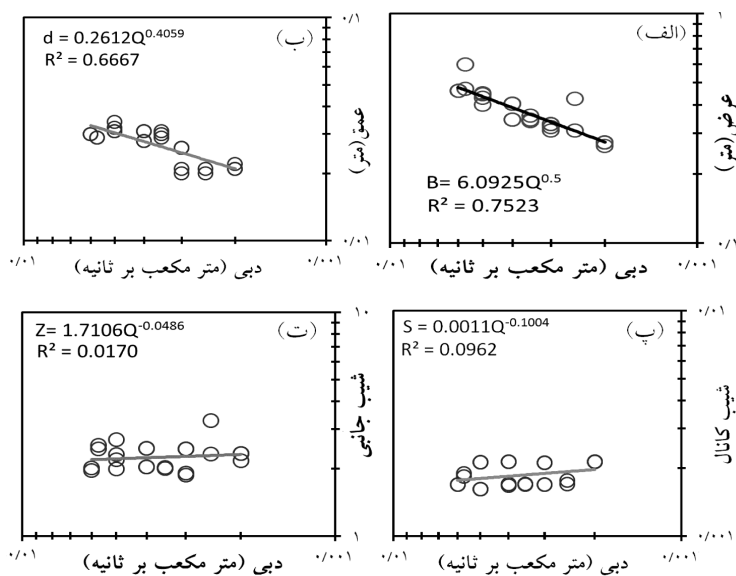 (الف)
۱
عرض (متر)
B= 6.0925Q^0.5
R² = 0.7523
۰/۱
۰/۰۱
۰/۰۰۱
دبی (متر مکعب بر ثانیه)
(ب)
d = 0.2612Q^0.4059
R² = 0.6667
۰/۱
عمق (متر)
۰/۰۱
۰/۰۱
دبی (متر مکعب بر ثانیه)
۰/۰۰۱
(پ)
S = 0.0011Q^-0.1004
R² = 0.0962
۰/۰۱
شیب کانال
۰/۰۰۱
۰/۰۱
۰/۰۰۱
دبی (متر مکعب بر ثانیه)
(ت)
Z= 1.7106Q^-0.0486
R² = 0.0170
۱۰
شیب جانبی
۱
۰/۰۱
۰/۰۰۱
دبی (متر مکعب بر ثانیه)